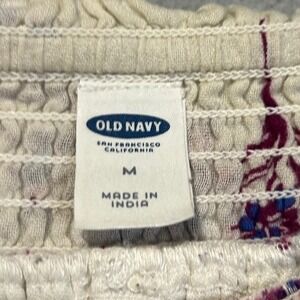 OLD NAVY
SAN FRANCISCO
CALIFORNIA
M
MADE IN
INDIA